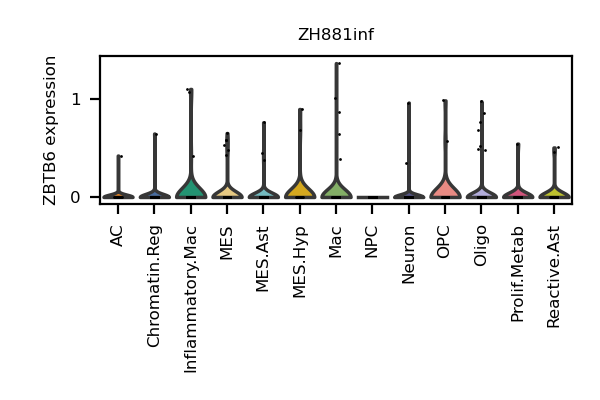 ZH881inf
ZBTB6 expression
1
0
AC
Chromatin.Reg
Inflammatory.Mac
MES
MES.Ast
MES.Hyp
Mac
NPC
Neuron
OPC
Oligo
Prolif.Metab
Reactive.Ast